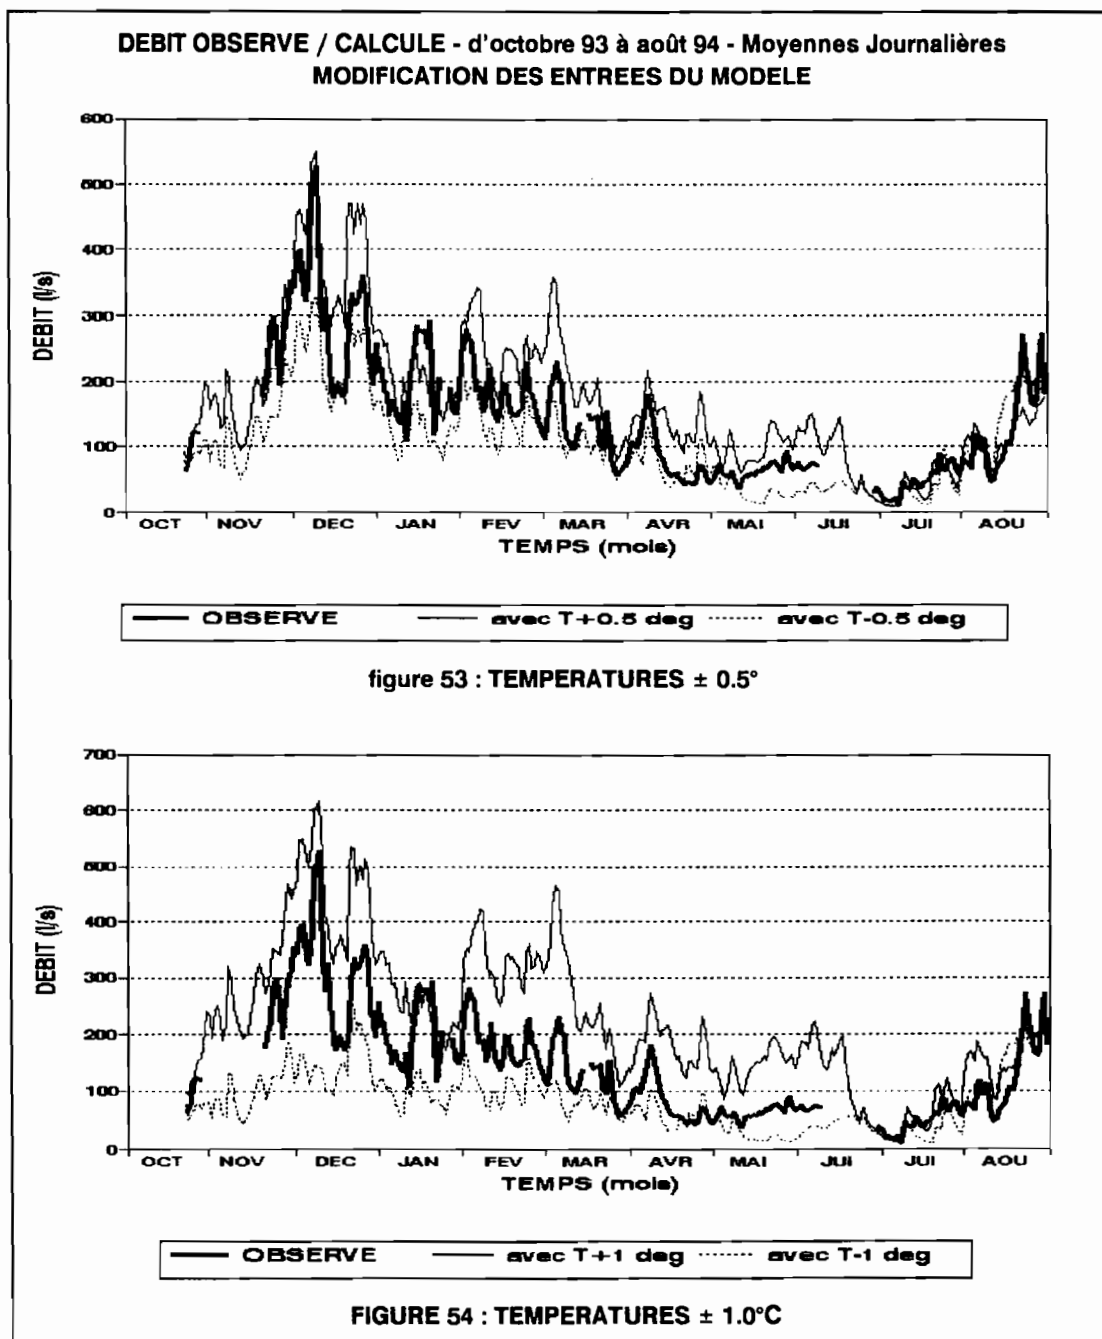 DEBIT OBSERVE / CALCULE - d'octobre 93 à août 94 - Moyennes Journalières
MODIFICATION DES ENTREES DU MODELE
600
500
400
300
200
100
0
DEBIT (l/s)
OCT NOV DEC JAN FEV MAR AVR MAI JUI JUI AOU
TEMPS (mois)
OBSERVE avec T+0.5 deg avec T-0.5 deg
figure 53 : TEMPERATURES ± 0.5°
700
600
500
400
300
200
100
0
DEBIT (l/s)
OCT NOV DEC JAN FEV MAR AVR MAI JUI JUI AOU
TEMPS (mois)
OBSERVE avec T+1 deg avec T-1 deg
FIGURE 54 : TEMPERATURES ± 1.0°C